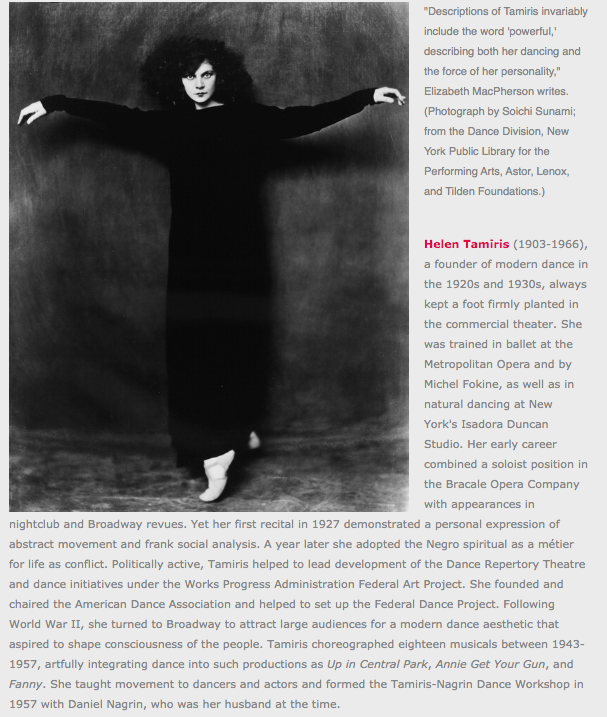 "Descriptions of Tamiris invariably
include the word 'powerful,'
describing both her dancing and
the force of her personality,"
Elizabeth MacPherson writes.
(Photograph by Soichi Sunami;
from the Dance Division, New
York Public Library for the
Performing Arts, Astor, Lenox,
and Tilden Foundations.)
Helen Tamiris (1903-1966),
a founder of modern dance in
the 1920s and 1930s, always
kept a foot firmly planted in
the commercial theater. She
was trained in ballet at the
Metropolitan Opera and by
Michel Fokine, as well as in
natural dancing at New
York's Isadora Duncan
Studio. Her early career
combined a soloist position in
the Bracale Opera Company
with appearances in
nightclub and Broadway revues. Yet her first recital in 1927 demonstrated a personal expression of
abstract movement and frank social analysis. A year later she adopted the Negro spiritual as a métier
for life as conflict. Politically active, Tamiris helped to lead development of the Dance Repertory Theatre
and dance initiatives under the Works Progress Administration Federal Art Project. She founded and
chaired the American Dance Association and helped to set up the Federal Dance Project. Following
World War II, she turned to Broadway to attract large audiences for a modern dance aesthetic that
aspired to shape consciousness of the people. Tamiris choreographed eighteen musicals between 1943-
1957, artfully integrating dance into such productions as Up in Central Park, Annie Get Your Gun, and
Fanny. She taught movement to dancers and actors and formed the Tamiris-Nagrin Dance Workshop in
1957 with Daniel Nagrin, who was her husband at the time.